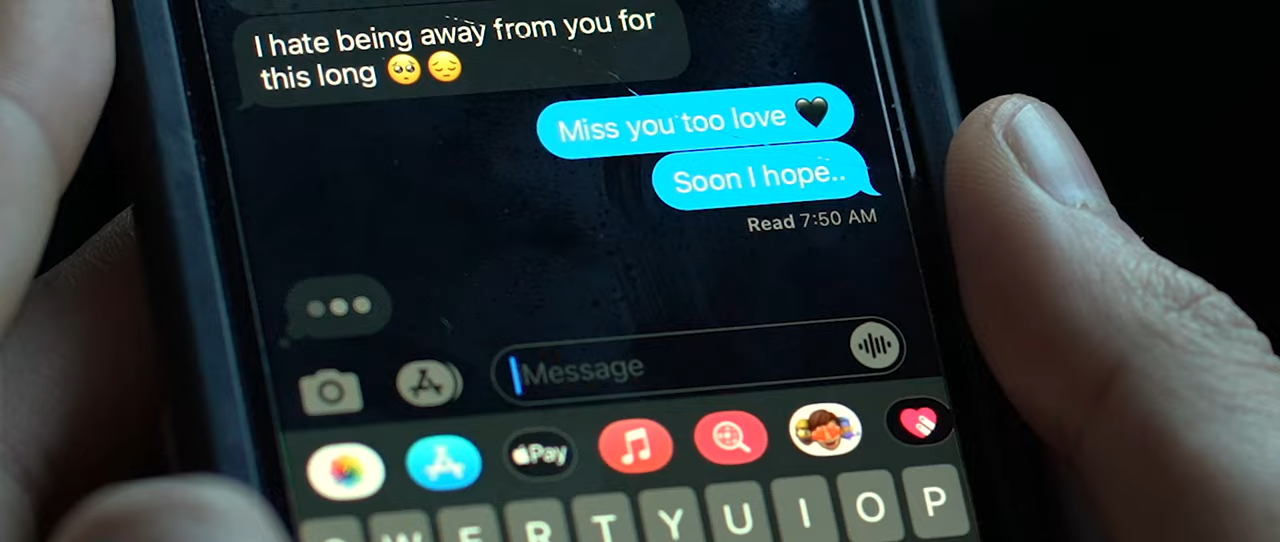 I hate being away from you for
this long 🥺 😔
Miss you too love 🖤
Soon I hope..
Read 7:50 AM
Message
Pay
W E R T Y U I O P